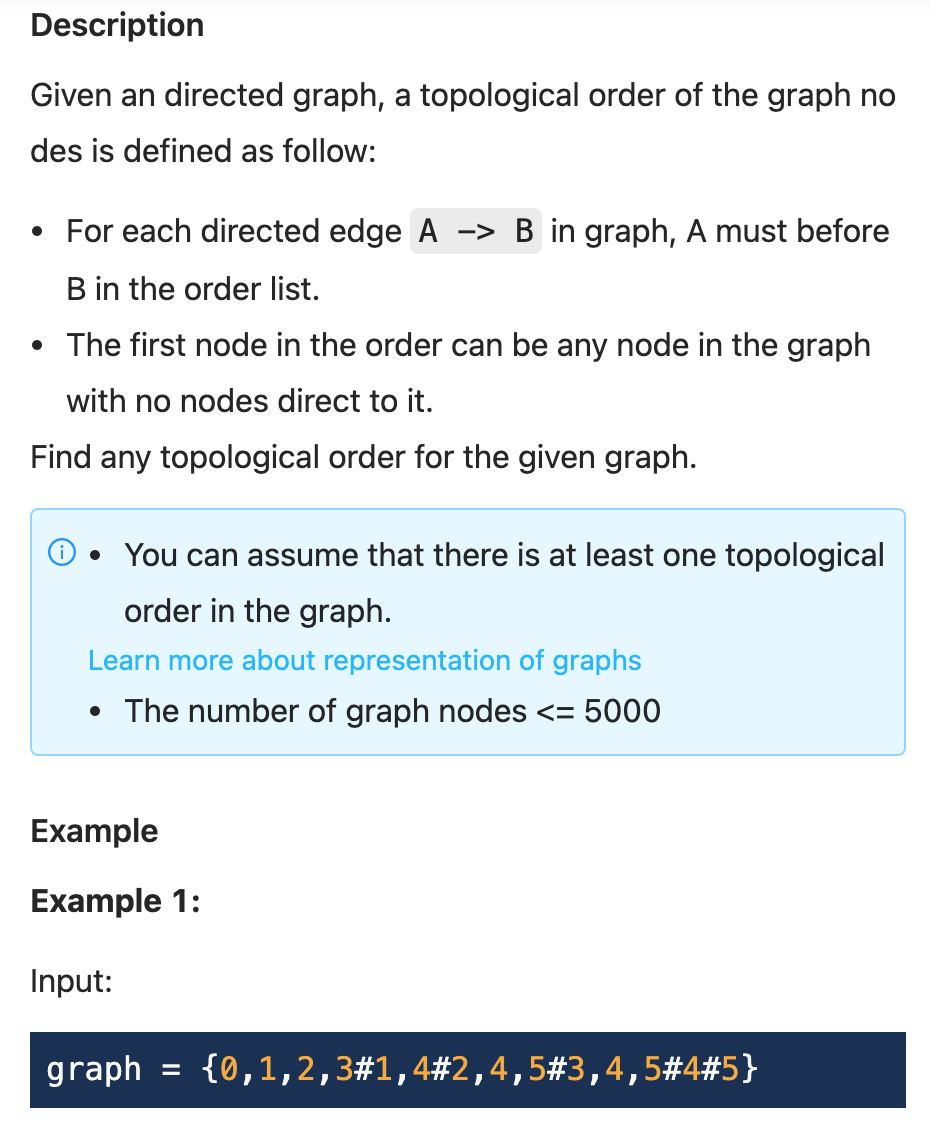 Description
Given an directed graph, a topological order of the graph no
des is defined as follow:
• For each directed edge A -> B in graph, A must before
B in the order list.
• The first node in the order can be any node in the graph
with no nodes direct to it.
Find any topological order for the given graph.
• You can assume that there is at least one topological
order in the graph.
Learn more about representation of graphs
• The number of graph nodes <= 5000
Example
Example 1:
Input:
graph = {0,1,2,3#1,4#2,4,5#3,4,5#4#5}